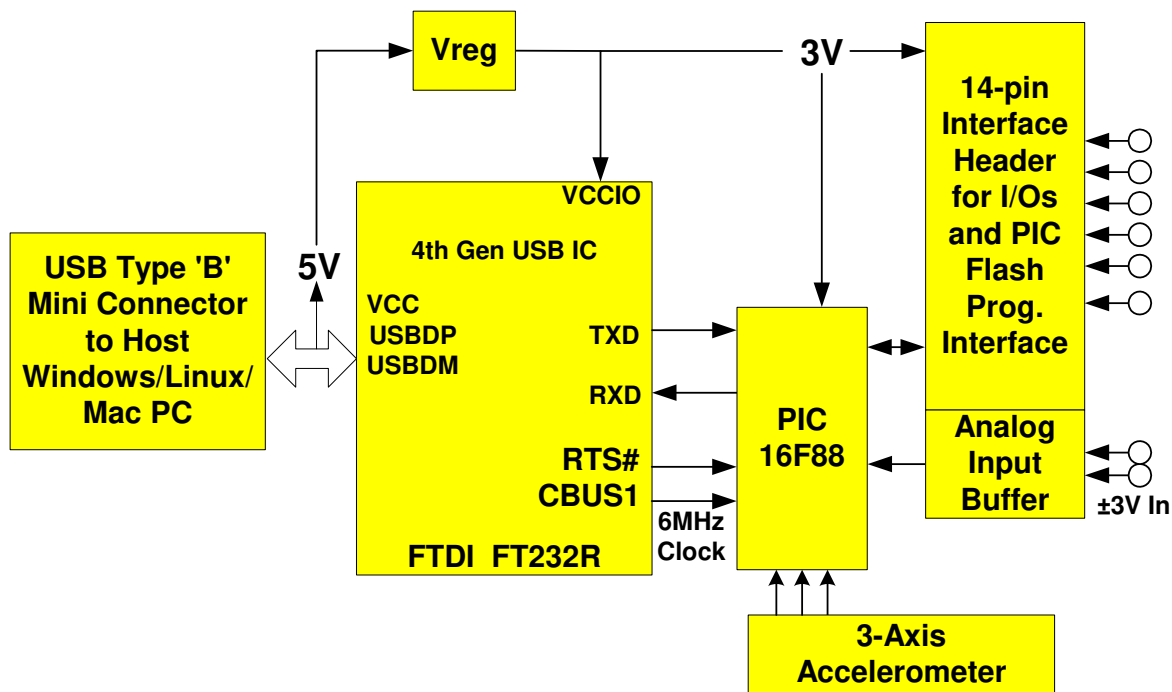 Vreg
3V
5V
14-pin
Interface
Header
for I/Os
and PIC
Flash
Prog.
Interface
USB Type 'B'
Mini Connector
to Host
Windows/Linux/
Mac PC
VCCIO
4th Gen USB IC
VCC
USBDP
USBDM
TXD
RXD
RTS#
CBUS1
FTDI FT232R
6MHz
Clock
PIC
16F88
Analog
Input
Buffer
±3V In
3-Axis
Accelerometer